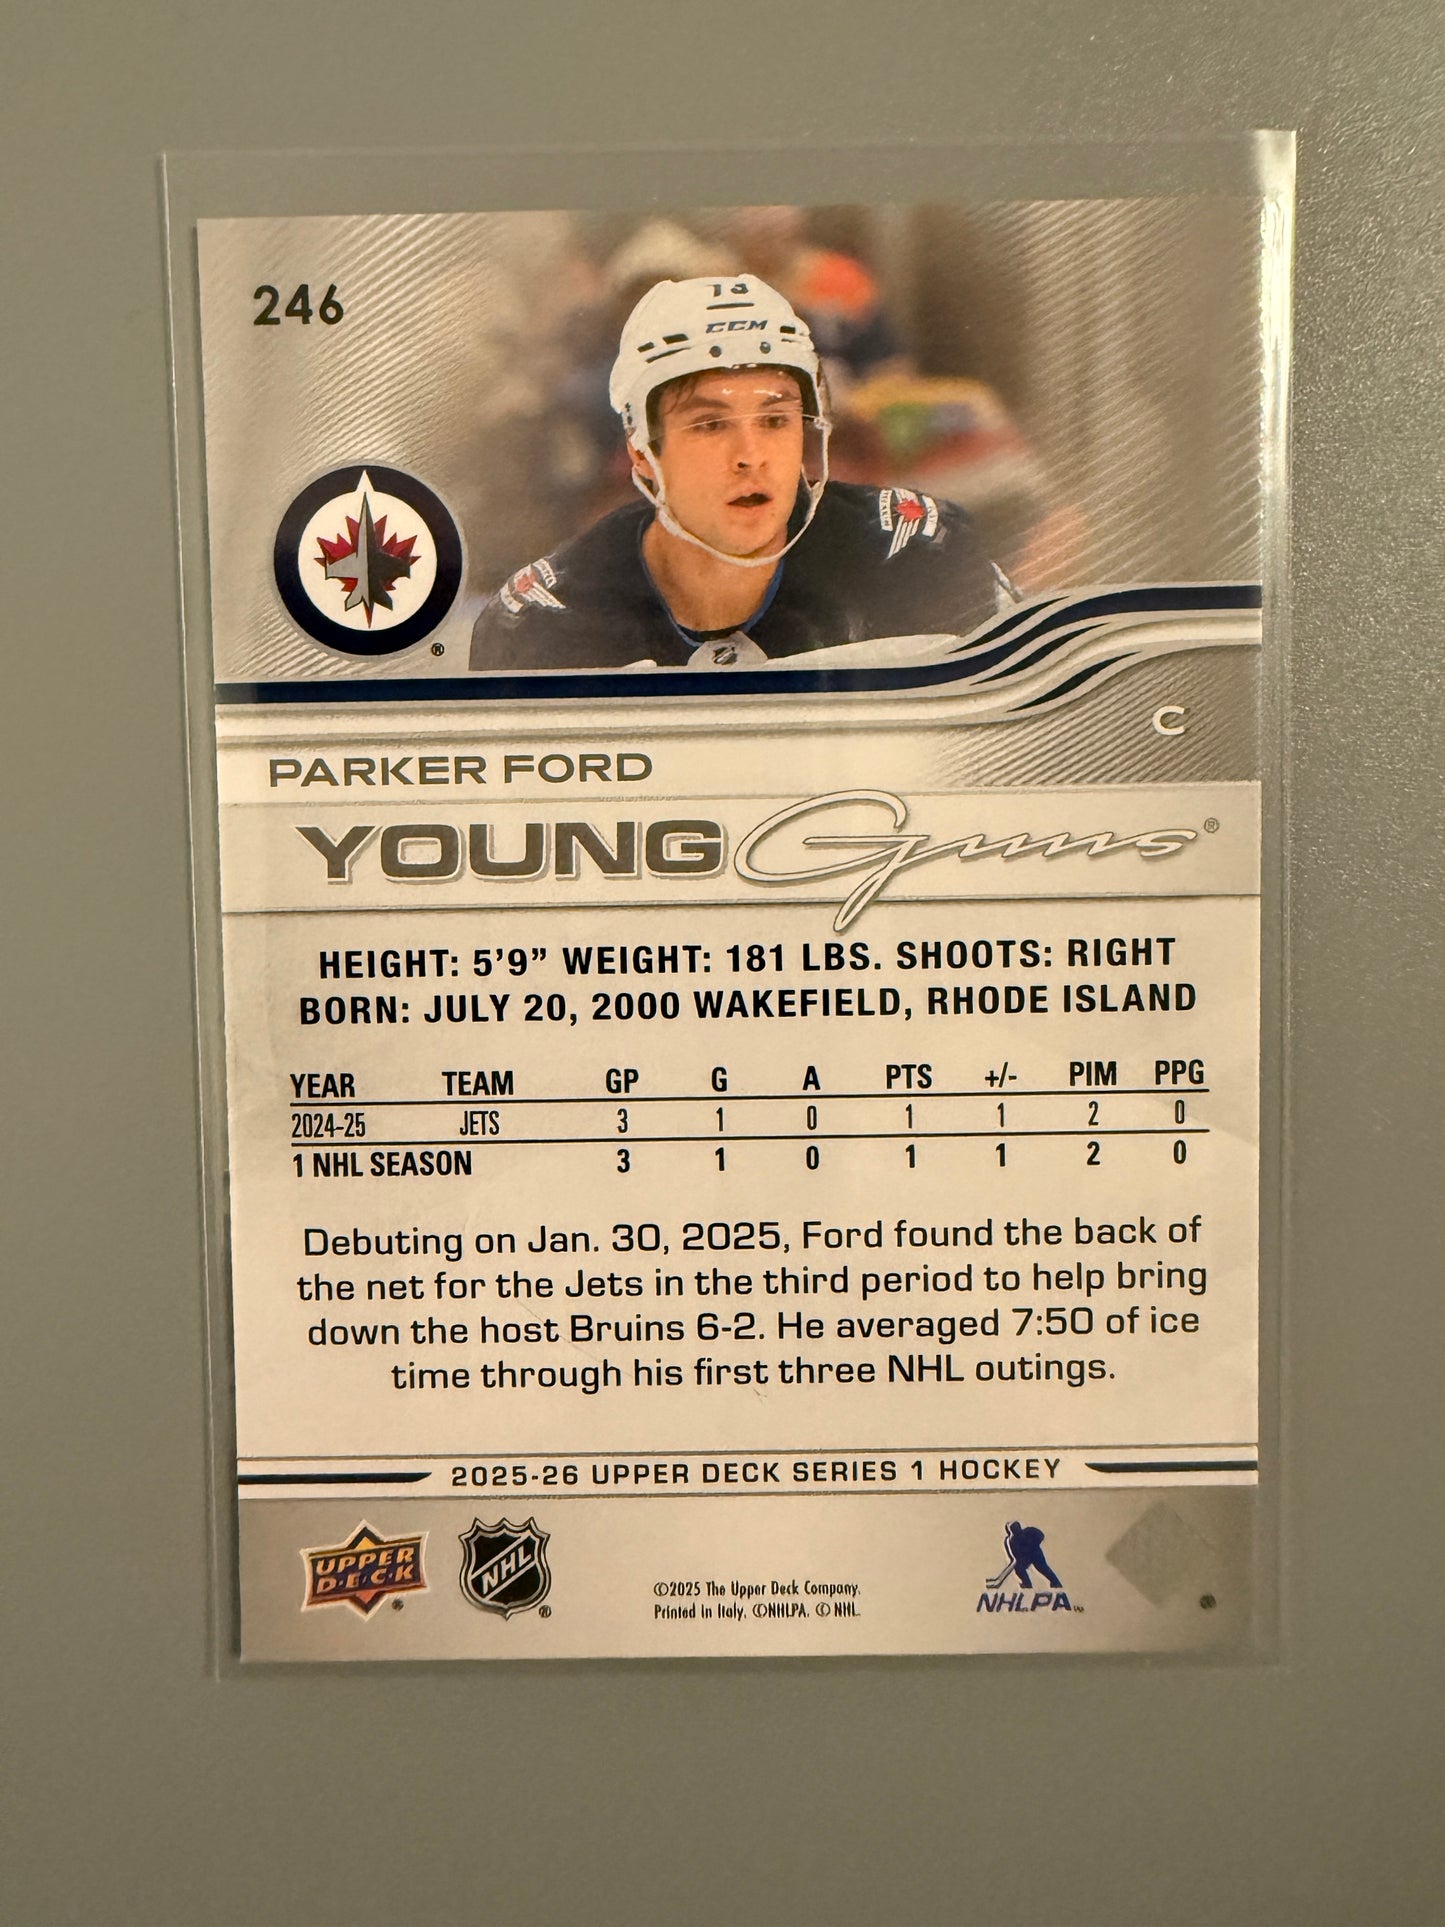 246
CCM
®
C
PARKER FORD
YOUNG Guns®
HEIGHT: 5'9” WEIGHT: 181 LBS. SHOOTS: RIGHT
BORN: JULY 20, 2000 WAKEFIELD, RHODE ISLAND
YEAR TEAM GP G A PTS +/- PIM PPG
2024-25 JETS 3 1 0 1 1 2 0
1 NHL SEASON 3 1 0 1 1 2 0
Debuting on Jan. 30, 2025, Ford found the back of
the net for the Jets in the third period to help bring
down the host Bruins 6-2. He averaged 7:50 of ice
time through his first three NHL outings.
2025-26 UPPER DECK SERIES 1 HOCKEY
UPPER
D·E·C·K
®
NHL
®
©2025 The Upper Deck Company.
Printed in Italy. ©NHLPA. © NHL.
NHLPA™
®